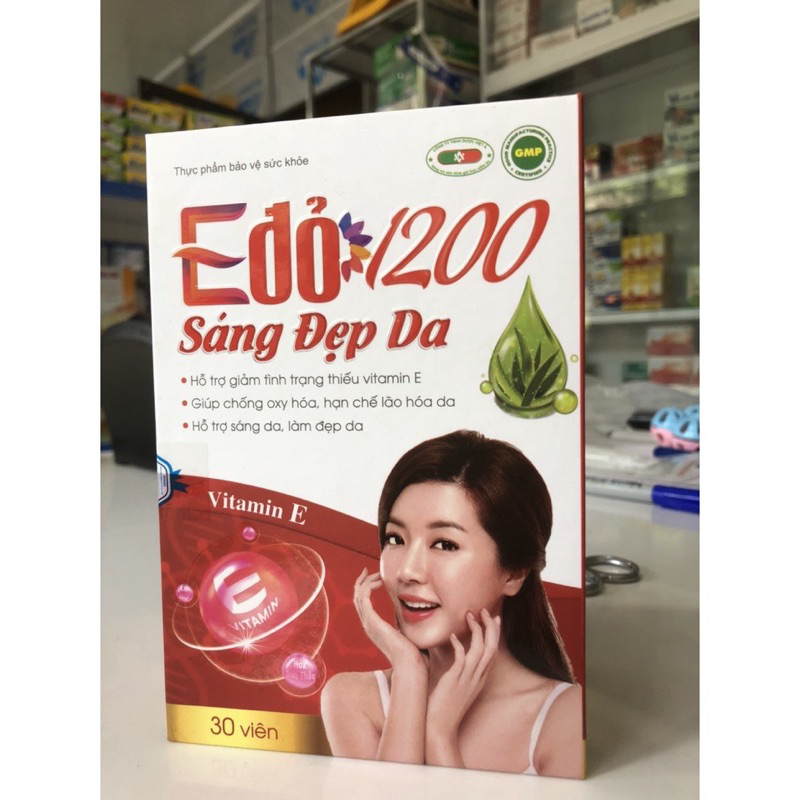 Thực phẩm bảo vệ sức khỏe
GMP
E đỏ 1200
Sáng Đẹp Da
• Hỗ trợ giảm tình trạng thiếu vitamin E
• Giúp chống oxy hóa, hạn chế lão hóa da
• Hỗ trợ sáng da, làm đẹp da
Vitamin E
E
VITAMIN
30 viên